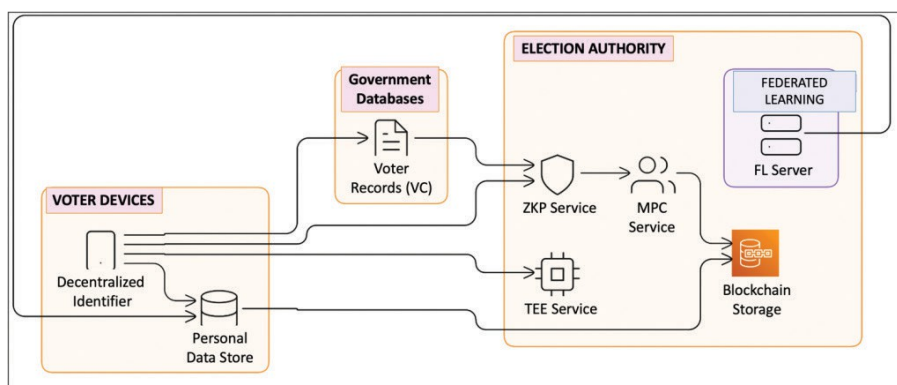 ELECTION AUTHORITY
Government
Databases
FEDERATED
LEARNING
FL Server
Voter
Records (VC)
ZKP Service
MPC
Service
VOTER DEVICES
Decentralized
Identifier
TEE Service
Blockchain
Storage
Personal
Data Store